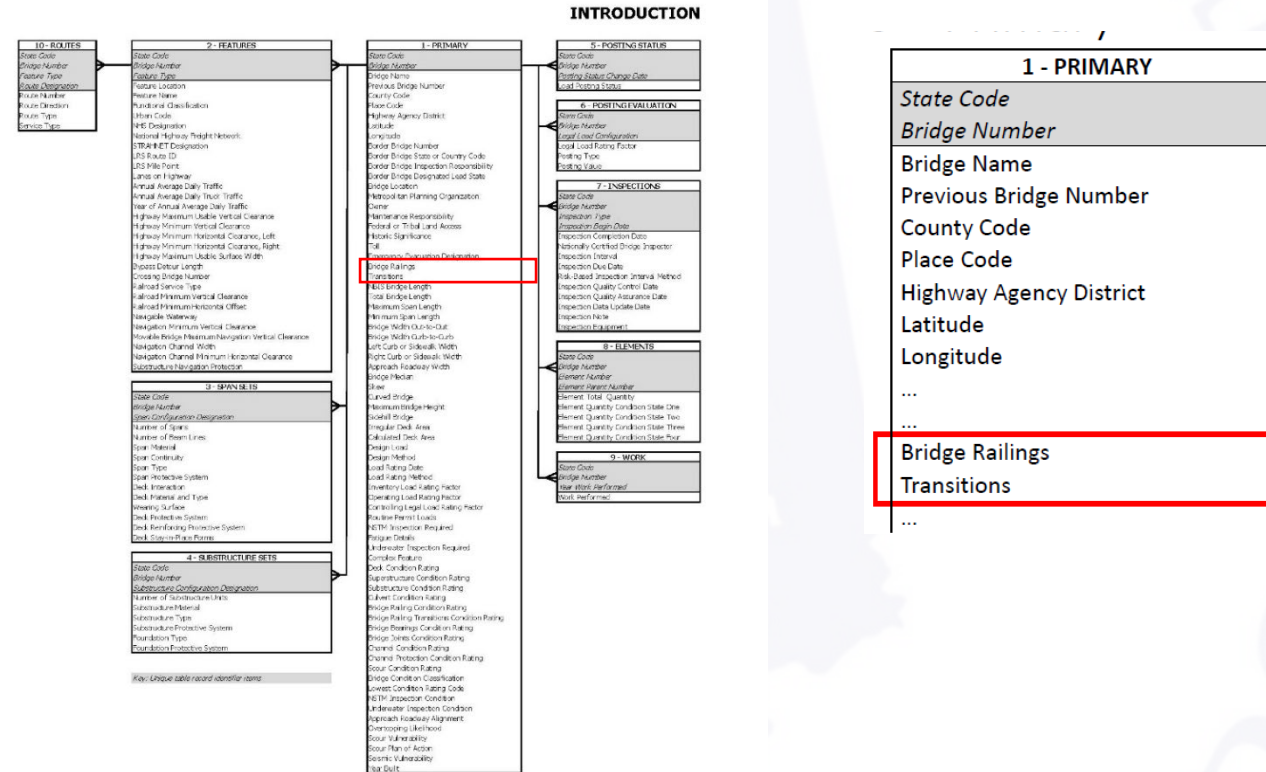 INTRODUCTION
10 - ROUTES
State Code
Bridge Number
Feature Type
Route Designation
Route Number
Route Direction
Route Type
Service Type
2 - FEATURES
State Code
Bridge Number
Feature Type
Feature Location
Feature Name
Functional Classification
Urban Code
NHS Designation
National Highway Freight Network
STRAHNET Designation
LRS Route ID
LRS Mile Point
Lanes on Highway
Annual Average Daily Traffic
Annual Average Daily Truck Traffic
Year of Annual Average Daily Traffic
Highway Maximum Usable Vertical Clearance
Highway Minimum Vertical Clearance
Highway Minimum Horizontal Clearance, Left
Highway Minimum Horizontal Clearance, Right
Highway Maximum Usable Surface Width
Bypass Detour Length
Crossing Bridge Number
Railroad Service Type
Railroad Minimum Vertical Clearance
Railroad Minimum Horizontal Offset
Navigable Waterway
Navigation Minimum Vertical Clearance
Movable Bridge Maximum Navigation Vertical Clearance
Navigation Channel Width
Navigation Channel Minimum Horizontal Clearance
Substructure Navigation Protection
3 - SPAN SETS
State Code
Bridge Number
Span Configuration Designation
Number of Spans
Number of Beam Lines
Span Material
Span Continuity
Span Type
Span Protective System
Deck Interaction
Deck Material and Type
Wearing Surface
Deck Protective System
Deck Reinforcing Protective System
Deck Stay-in-Place Forms
4 - SUBSTRUCTURE SETS
State Code
Bridge Number
Substructure Configuration Designation
Number of Substructure Units
Substructure Material
Substructure Type
Substructure Protective System
Foundation Type
Foundation Protective System
Key: Unique table record identifier items
1 - PRIMARY
State Code
Bridge Number
Bridge Name
Previous Bridge Number
County Code
Place Code
Highway Agency District
Latitude
Longitude
Border Bridge Number
Border Bridge State or Country Code
Border Bridge Inspection Responsibility
Border Bridge Designated Lead State
Bridge Location
Metropolitan Planning Organization
Owner
Maintenance Responsibility
Federal or Tribal Land Access
Historic Significance
Toll
Emergency Evacuation Designation
Bridge Railings
Transitions
NBIS Bridge Length
Total Bridge Length
Maximum Span Length
Minimum Span Length
Bridge Width Out-to-Out
Bridge Width Curb-to-Curb
Left Curb or Sidewalk Width
Right Curb or Sidewalk Width
Approach Roadway Width
Bridge Median
Skew
Curved Bridge
Maximum Bridge Height
Sidehill Bridge
Irregular Deck Area
Calculated Deck Area
Design Load
Design Method
Load Rating Date
Load Rating Method
Inventory Load Rating Factor
Operating Load Rating Factor
Controlling Legal Load Rating Factor
Routine Permit Loads
NSTM Inspection Required
Fatigue Details
Underwater Inspection Required
Complex Feature
Deck Condition Rating
Superstructure Condition Rating
Substructure Condition Rating
Culvert Condition Rating
Bridge Railing Condition Rating
Bridge Railing Transitions Condition Rating
Bridge Bearings Condition Rating
Bridge Joints Condition Rating
Channel Condition Rating
Channel Protection Condition Rating
Scour Condition Rating
Bridge Condition Classification
Lowest Condition Rating Code
NSTM Inspection Condition
Underwater Inspection Condition
Approach Roadway Alignment
Overtopping Likelihood
Scour Vulnerability
Scour Plan of Action
Seismic Vulnerability
Year Built
5 - POSTING STATUS
State Code
Bridge Number
Posting Status Change Date
Load Posting Status
6 - POSTING EVALUATION
State Code
Bridge Number
Legal Load Configuration
Legal Load Rating Factor
Posting Type
Posting Value
7 - INSPECTIONS
State Code
Bridge Number
Inspection Type
Inspection Begin Date
Inspection Completion Date
Nationally Certified Bridge Inspector
Inspection Interval
Inspection Due Date
Risk-Based Inspection Interval Method
Inspection Quality Control Date
Inspection Quality Assurance Date
Inspection Data Update Date
Inspection Note
Inspection Equipment
8 - ELEMENTS
State Code
Bridge Number
Element Number
Element Parent Number
Element Total Quantity
Element Quantity Condition State One
Element Quantity Condition State Two
Element Quantity Condition State Three
Element Quantity Condition State Four
9 - WORK
State Code
Bridge Number
Year Work Performed
Work Performed
1 - PRIMARY
State Code
Bridge Number
Bridge Name
Previous Bridge Number
County Code
Place Code
Highway Agency District
Latitude
Longitude
...
...
Bridge Railings
Transitions
...